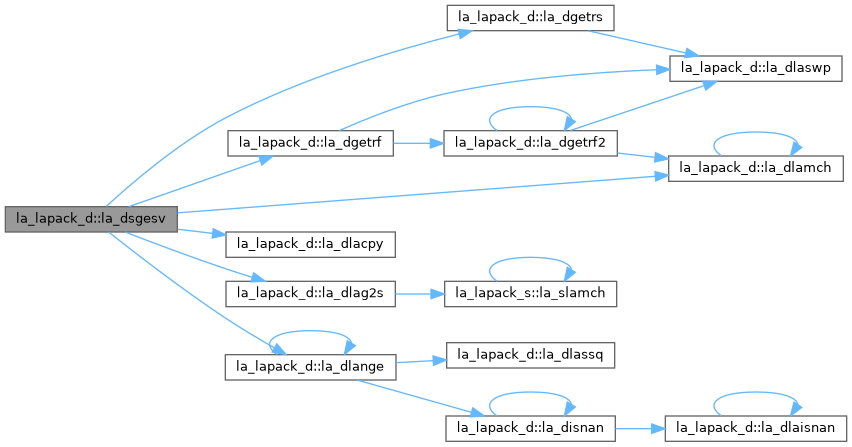 la_lapack_d::la_dgetrs
la_lapack_d::la_dlaswp
la_lapack_d::la_dgetrf
la_lapack_d::la_dgetrf2
la_lapack_d::la_dlamch
la_lapack_d::la_dsgesv
la_lapack_d::la_dlacpy
la_lapack_d::la_dlag2s
la_lapack_s::la_slamch
la_lapack_d::la_dlange
la_lapack_d::la_dlassq
la_lapack_d::la_disnan
la_lapack_d::la_dlaisnan